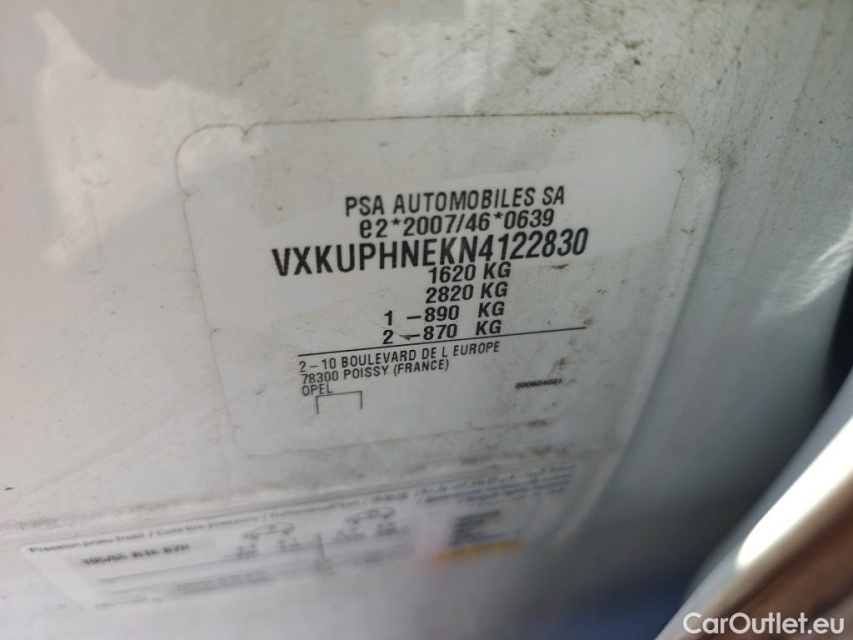 PSA AUTOMOBILES SA
e2*2007/46*0639
VXKUPHNEKN4122830
1620 KG
2820 KG
1 -890 KG
2 -870 KG
2-10 BOULEVARD DE L EUROPE
78300 POISSY (FRANCE)
OPEL
CarOutlet.eu